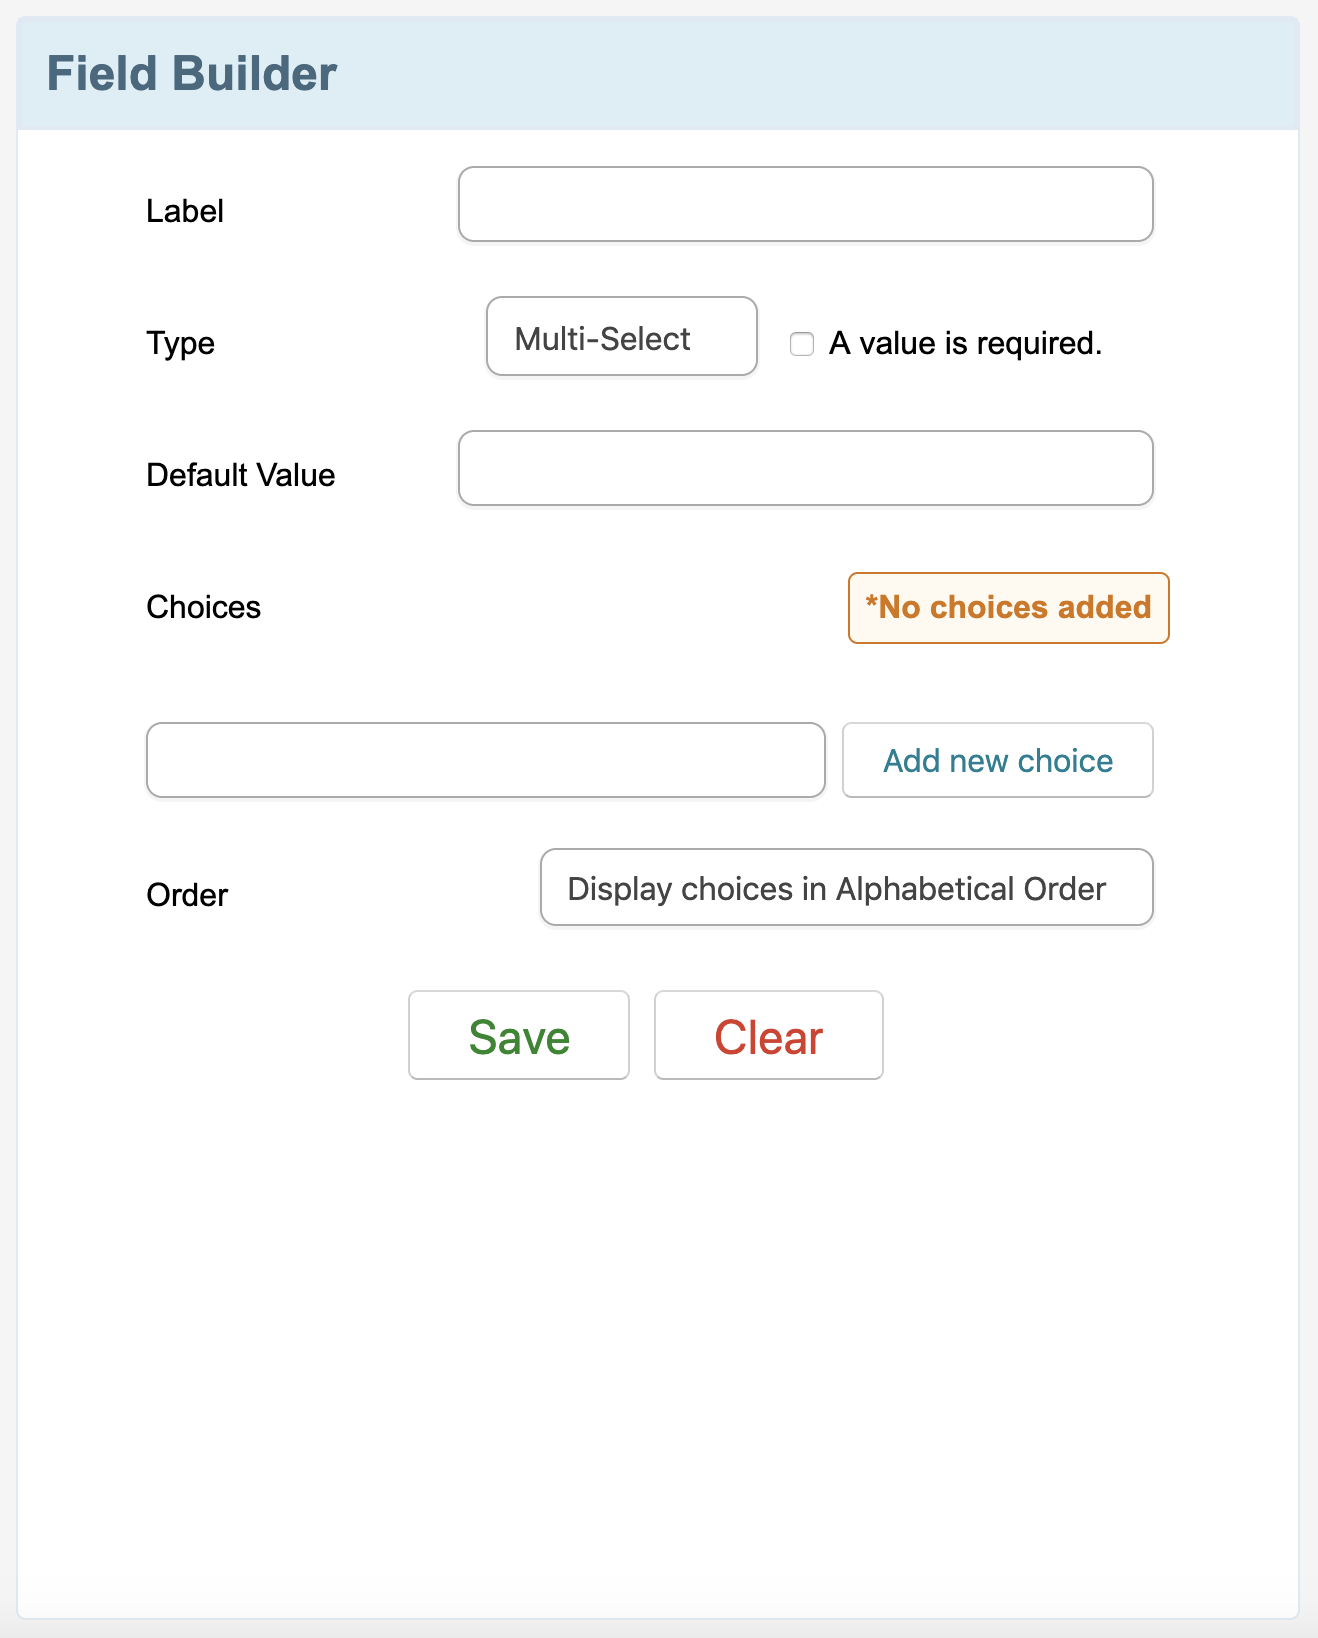 Field Builder
Label
Type
Multi-Select
A value is required.
Default Value
Choices
*No choices added
Add new choice
Order
Display choices in Alphabetical Order
Save
Clear